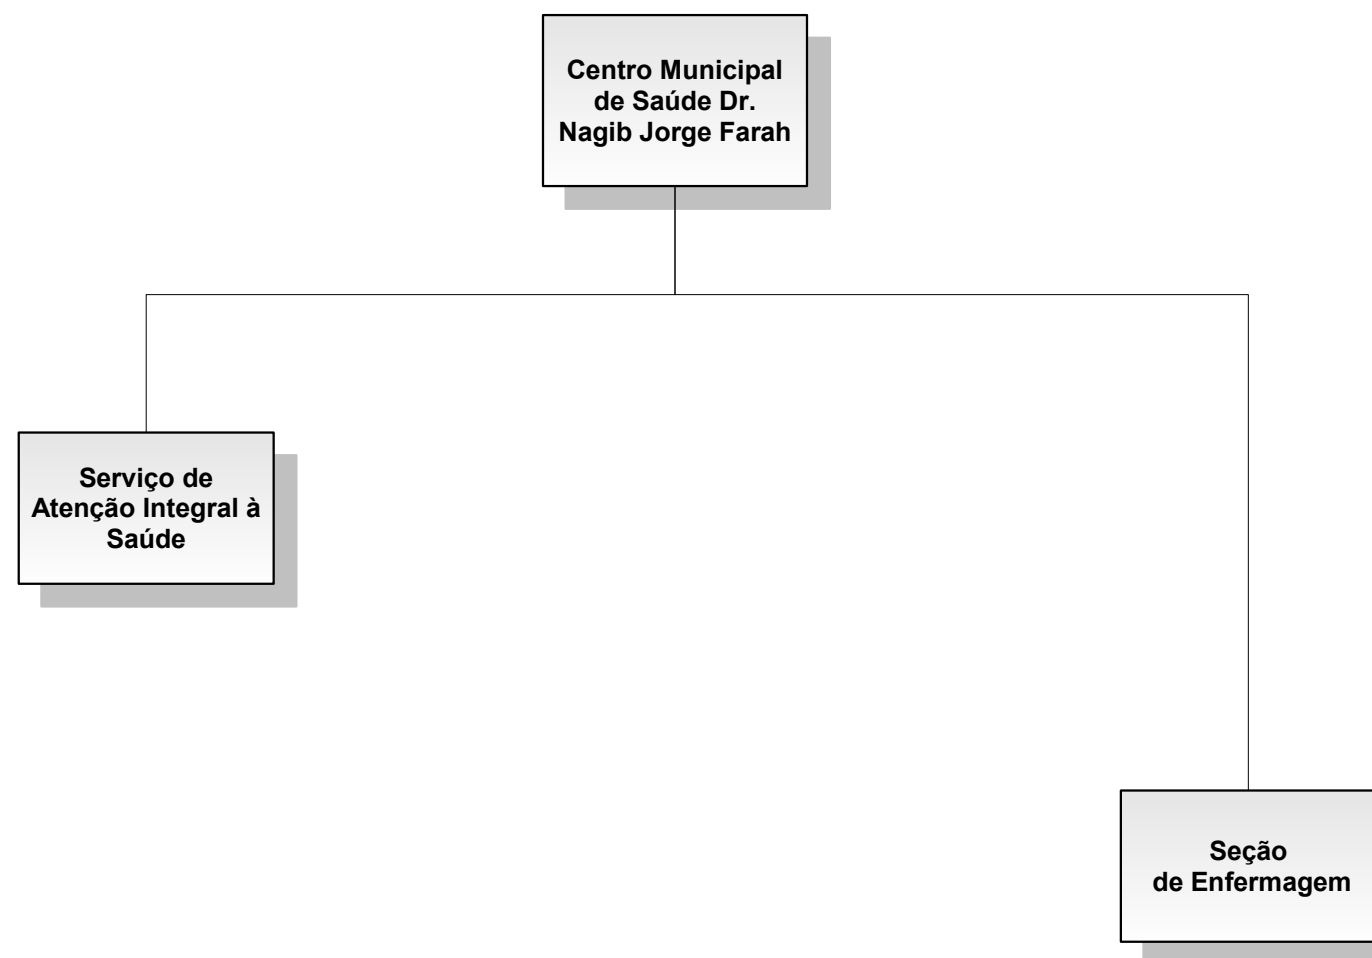 Centro Municipal
de Saúde Dr.
Nagib Jorge Farah
Serviço de
Atenção Integral à
Saúde
Seção
de Enfermagem